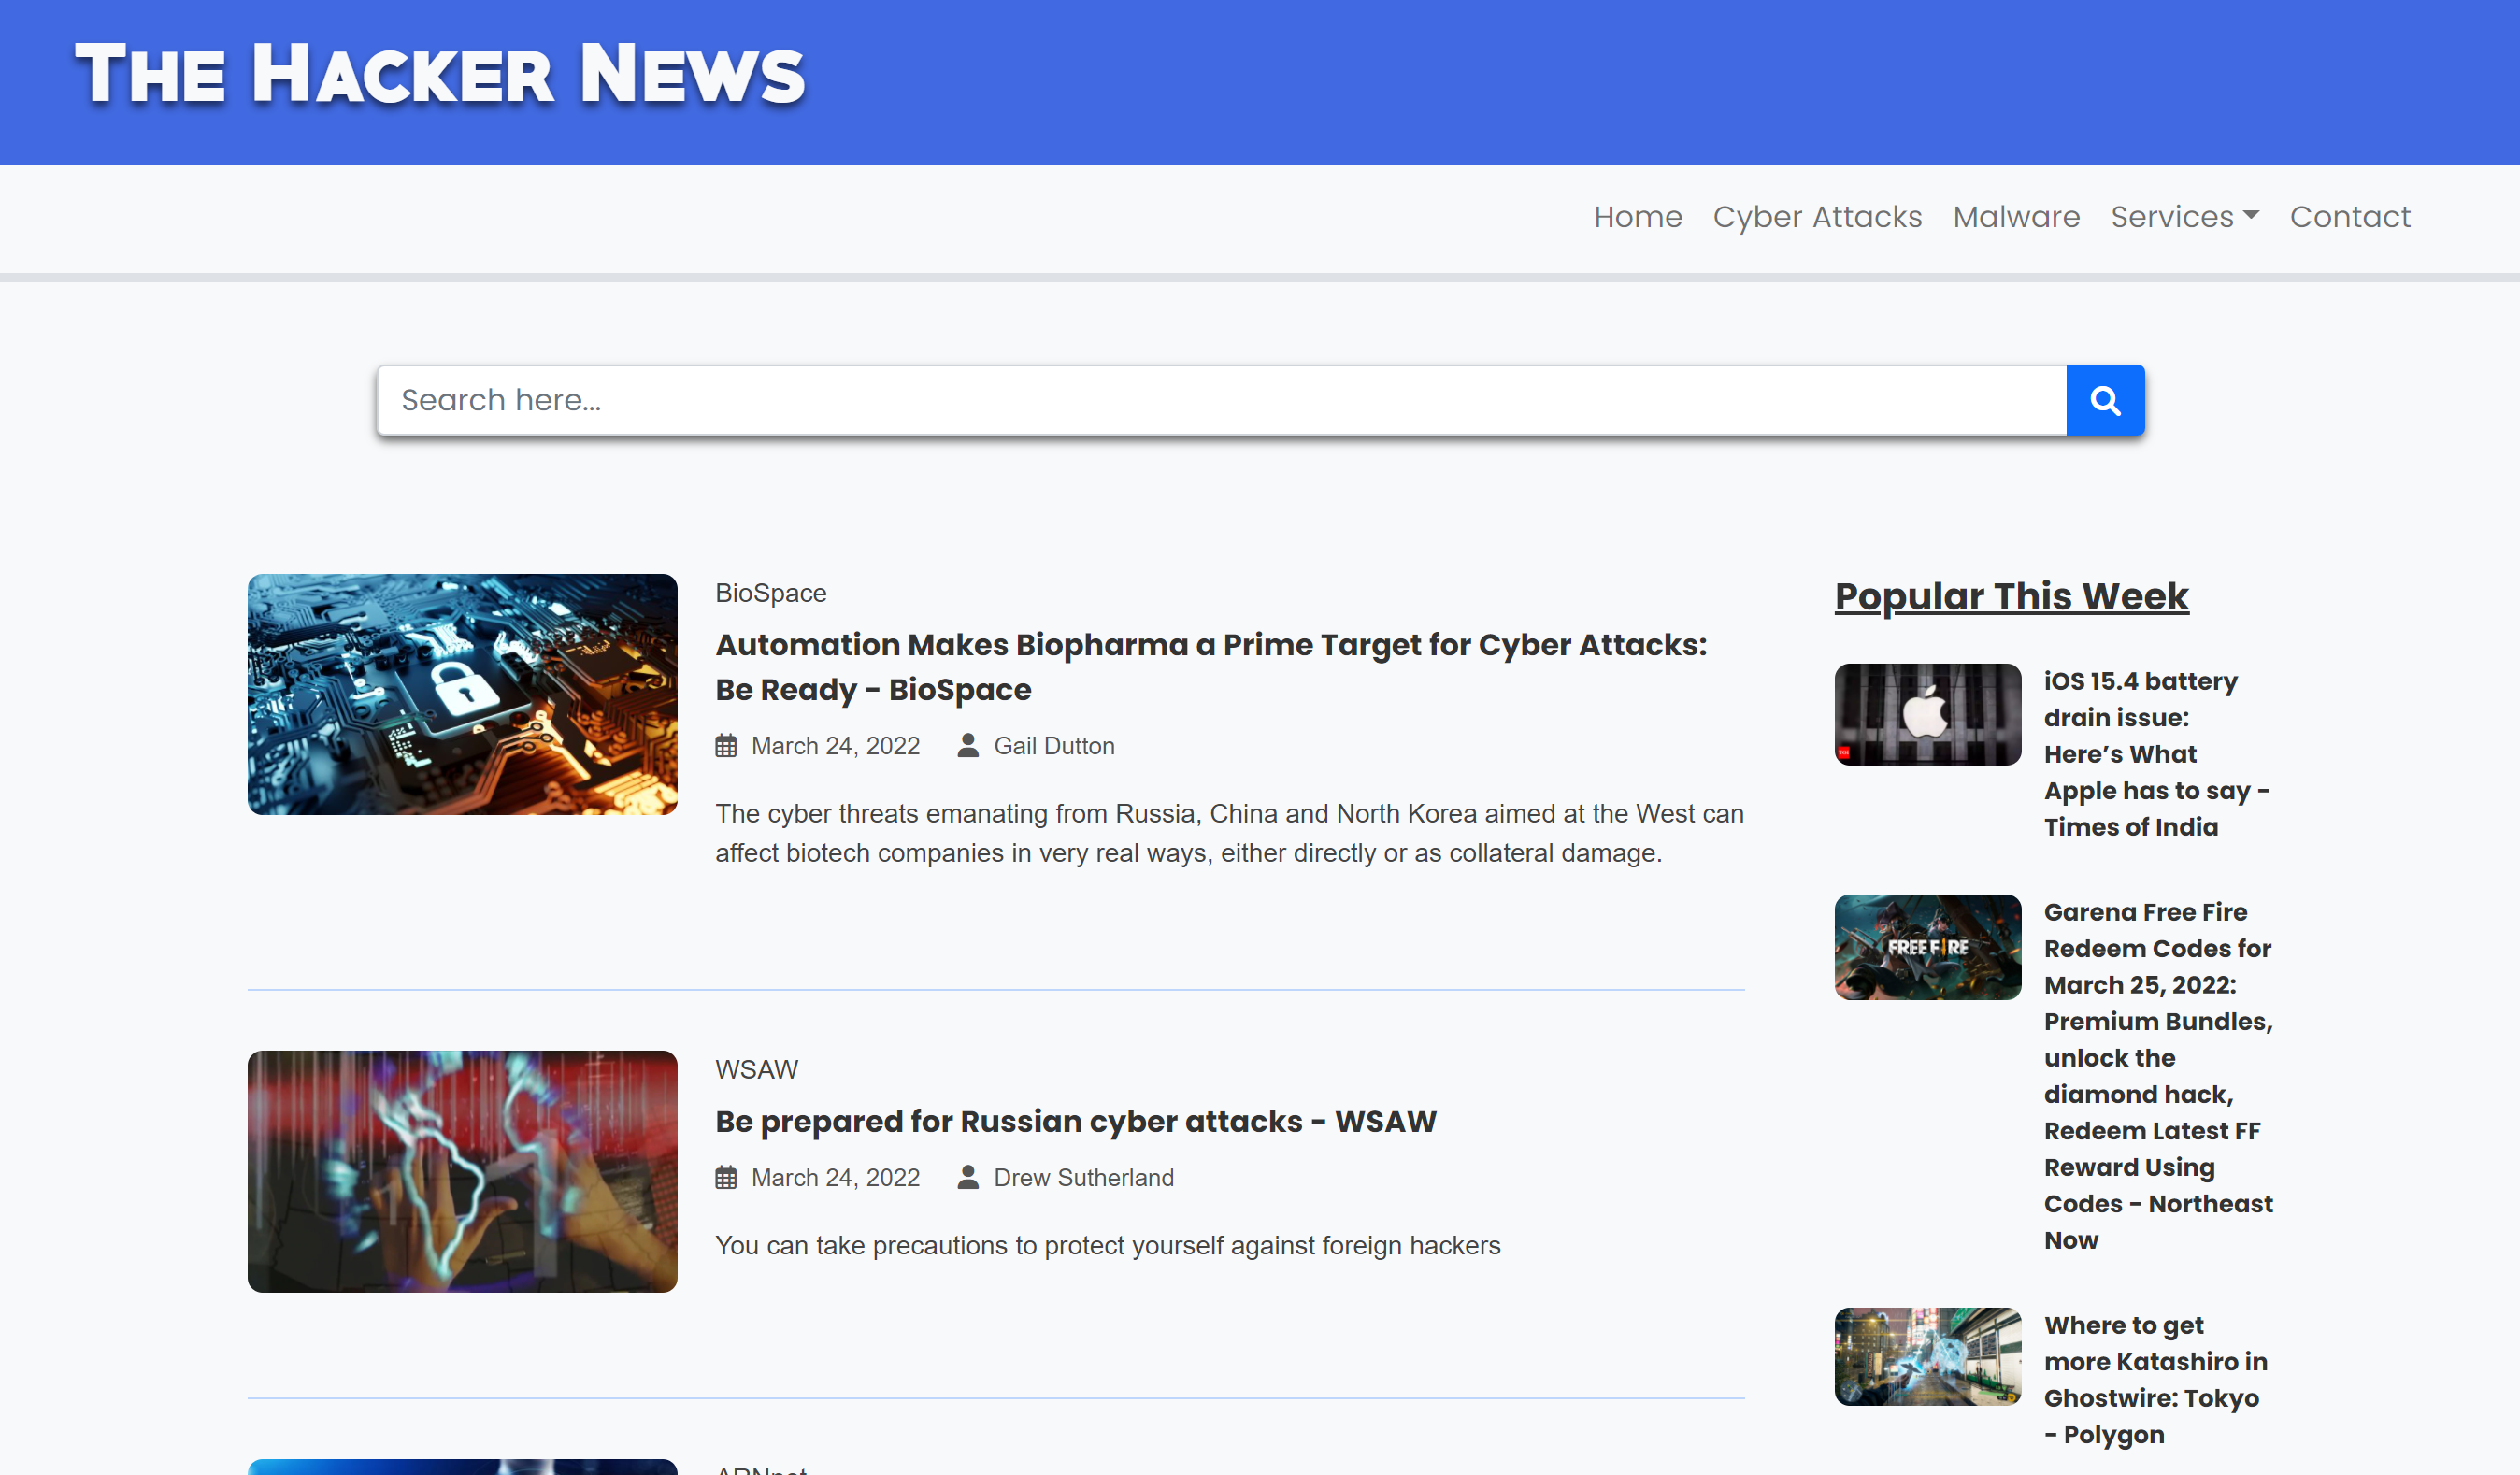 The Hacker News
Home Cyber Attacks Malware Services Contact
Search here...
BioSpace
Automation Makes Biopharma a Prime Target for Cyber Attacks:
Be Ready - BioSpace
March 24, 2022 Gail Dutton
The cyber threats emanating from Russia, China and North Korea aimed at the West can
affect biotech companies in very real ways, either directly or as collateral damage.
WSAW
Be prepared for Russian cyber attacks - WSAW
March 24, 2022 Drew Sutherland
You can take precautions to protect yourself against foreign hackers
Popular This Week
iOS 15.4 battery
drain issue:
Here’s What
Apple has to say -
Times of India
FREE FIRE
Garena Free Fire
Redeem Codes for
March 25, 2022:
Premium Bundles,
unlock the
diamond hack,
Redeem Latest FF
Reward Using
Codes - Northeast
Now
Where to get
more Katashiro in
Ghostwire: Tokyo
- Polygon